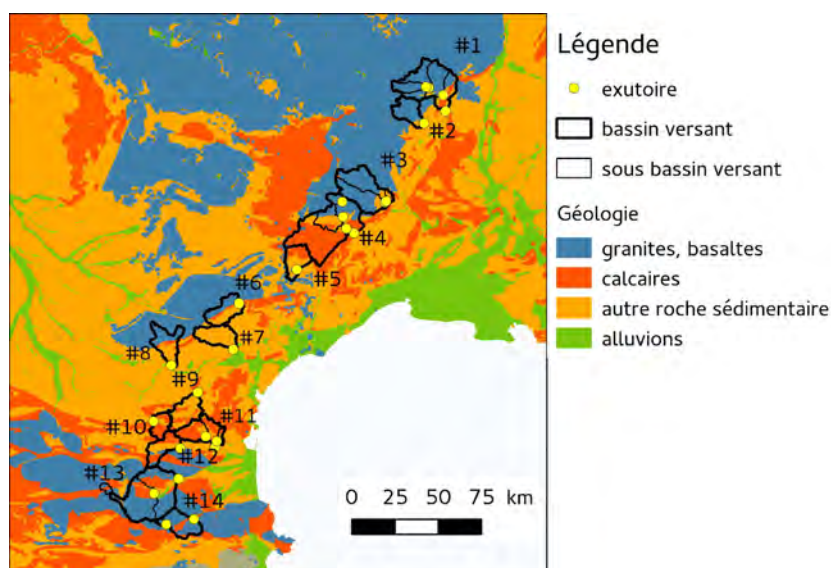 #1
#2
#3
#4
#5
#6
#7
#8
#9
#10
#11
#12
#13
#14
0 25 50 75 km
Légende
exutoire
bassin versant
sous bassin versant
Géologie
granites, basaltes
calcaires
autre roche sédimentaire
alluvions